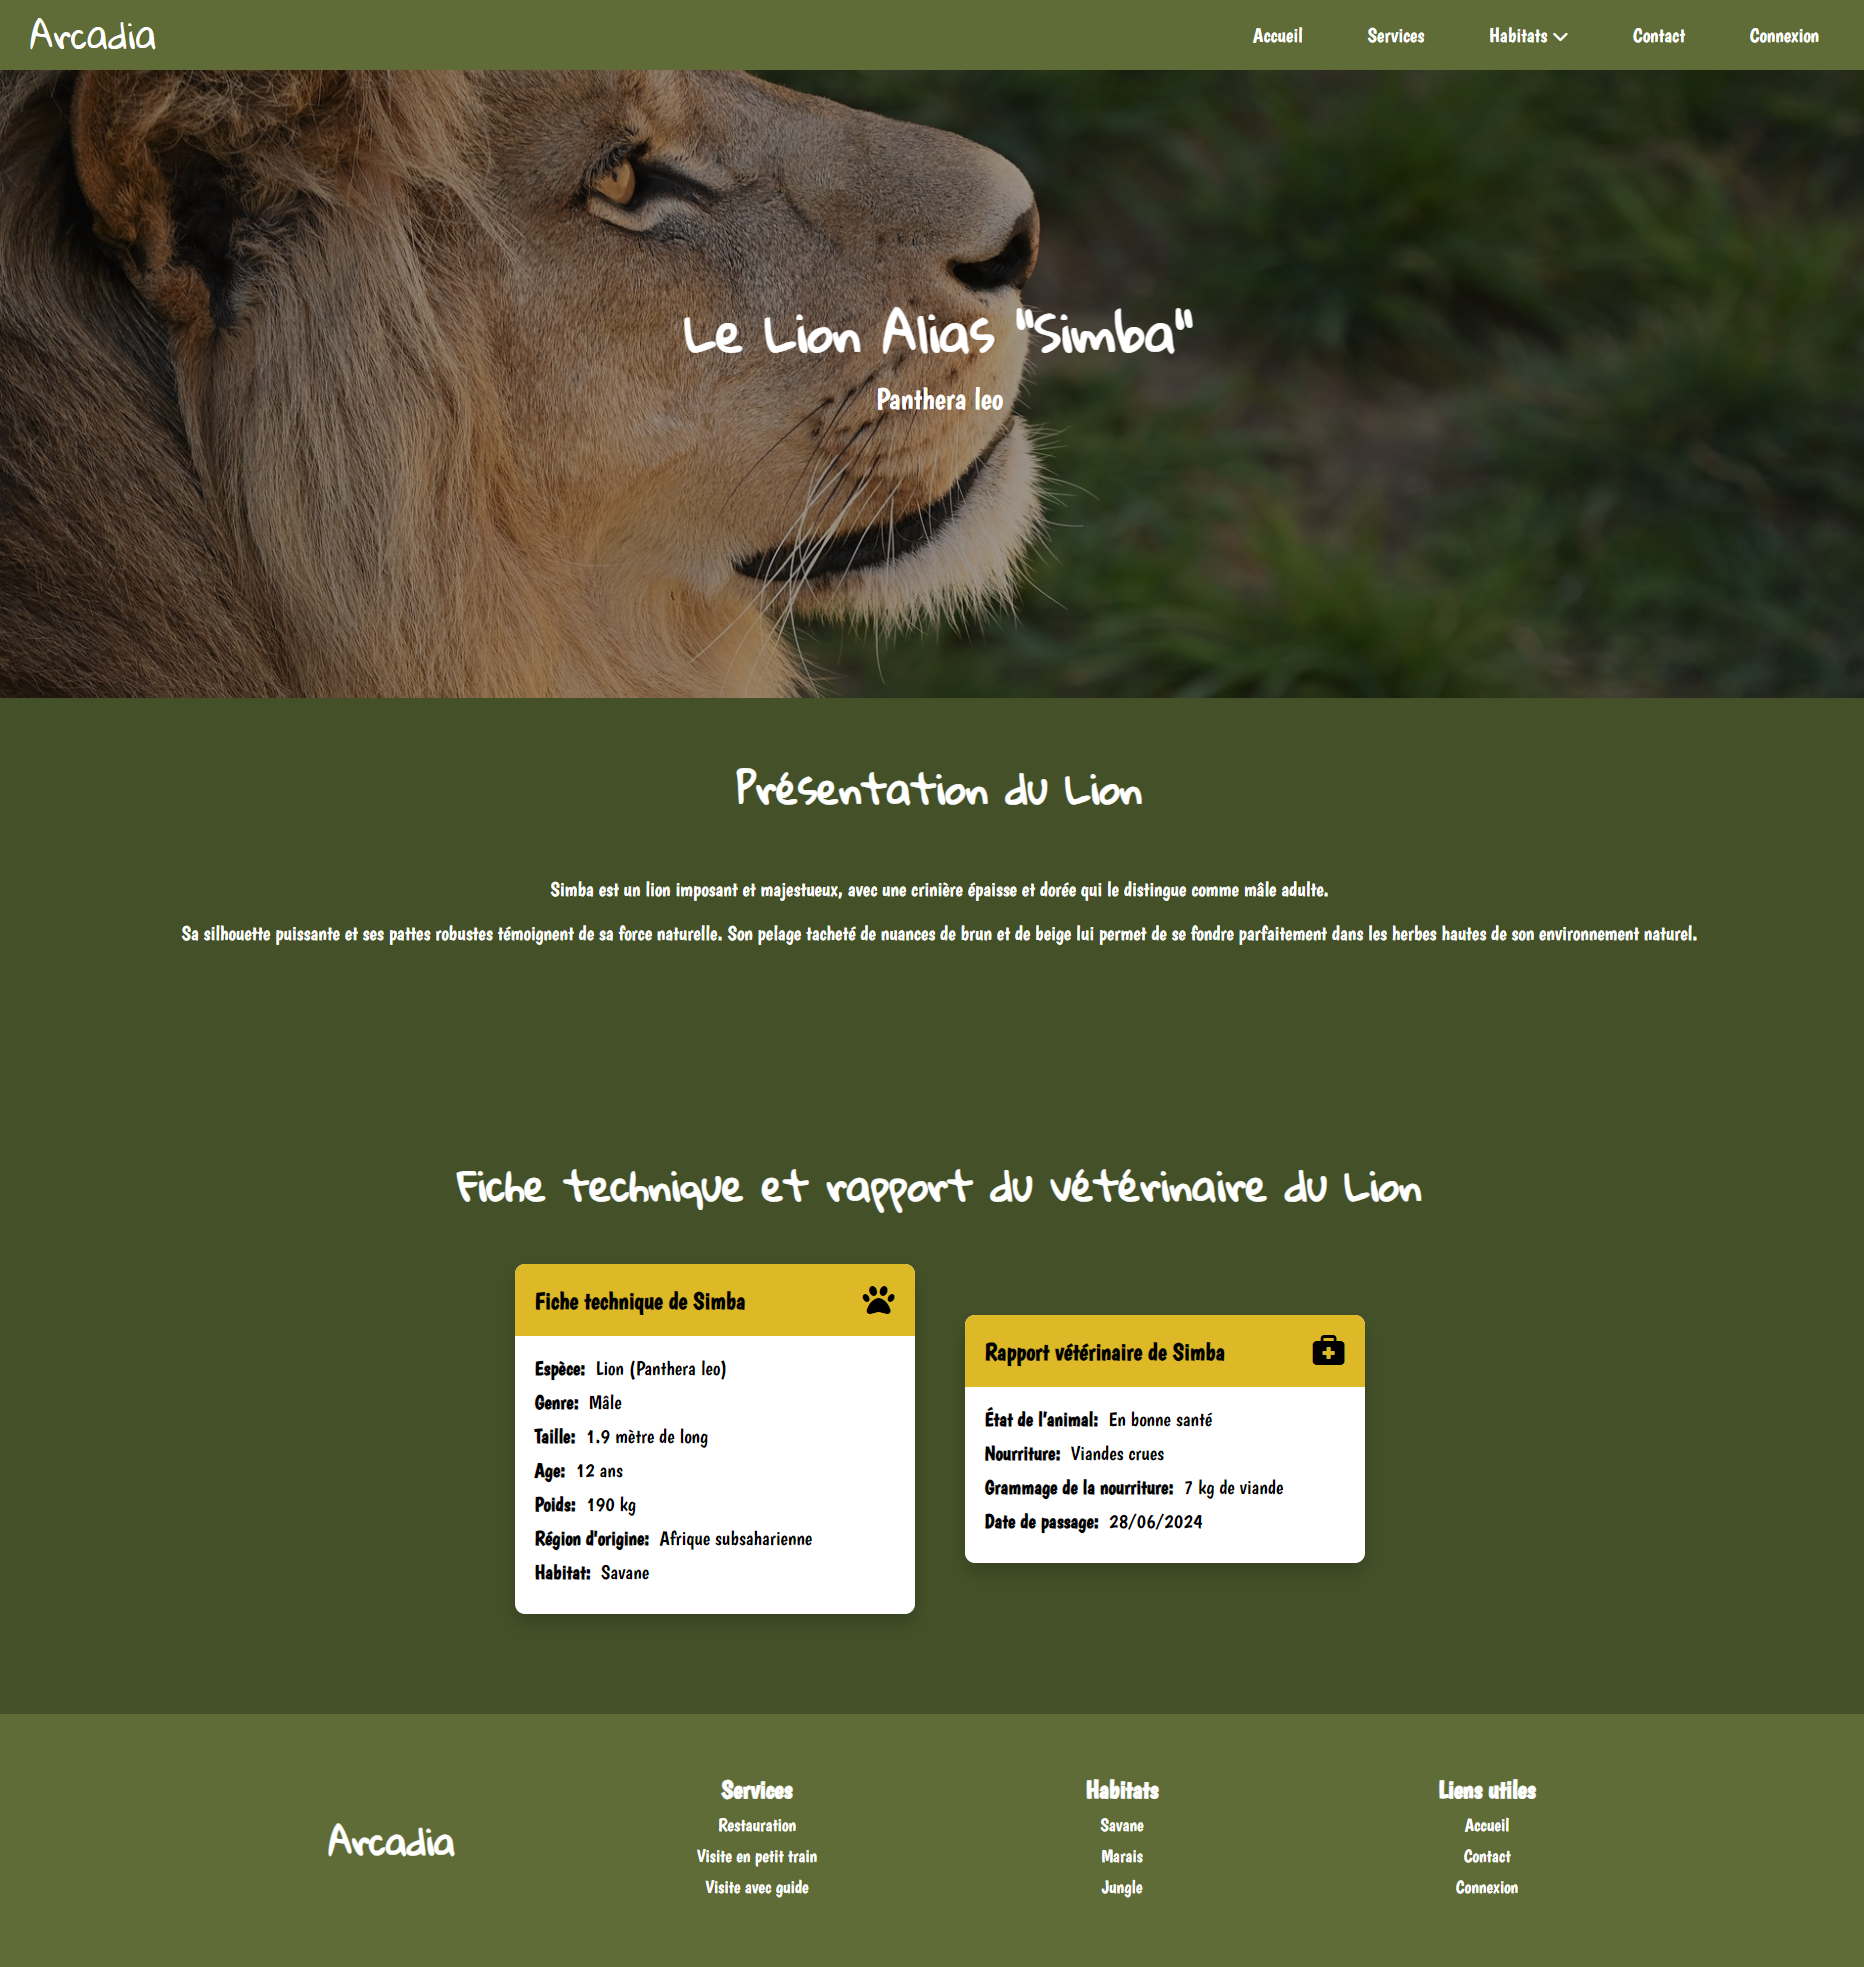 Arcadia
Accueil
Services
Habitats
Contact
Connexion
Le Lion Alias "Simba"
Panthera leo
Présentation du Lion
Simba est un lion imposant et majestueux, avec une crinière épaisse et dorée qui le distingue comme mâle adulte.
Sa silhouette puissante et ses pattes robustes témoignent de sa force naturelle. Son pelage tacheté de nuances de brun et de beige lui permet de se fondre parfaitement dans les herbes hautes de son environnement naturel.
Fiche technique et rapport du vétérinaire du Lion
Fiche technique de Simba
Espèce: Lion (Panthera leo)
Genre: Mâle
Taille: 1.9 mètre de long
Age: 12 ans
Poids: 190 kg
Région d'origine: Afrique subsaharienne
Habitat: Savane
Rapport vétérinaire de Simba
État de l'animal: En bonne santé
Nourriture: Viandes crues
Grammage de la nourriture: 7 kg de viande
Date de passage: 28/06/2024
Arcadia
Services
Restauration
Visite en petit train
Visite avec guide
Habitats
Savane
Marais
Jungle
Liens utiles
Accueil
Contact
Connexion